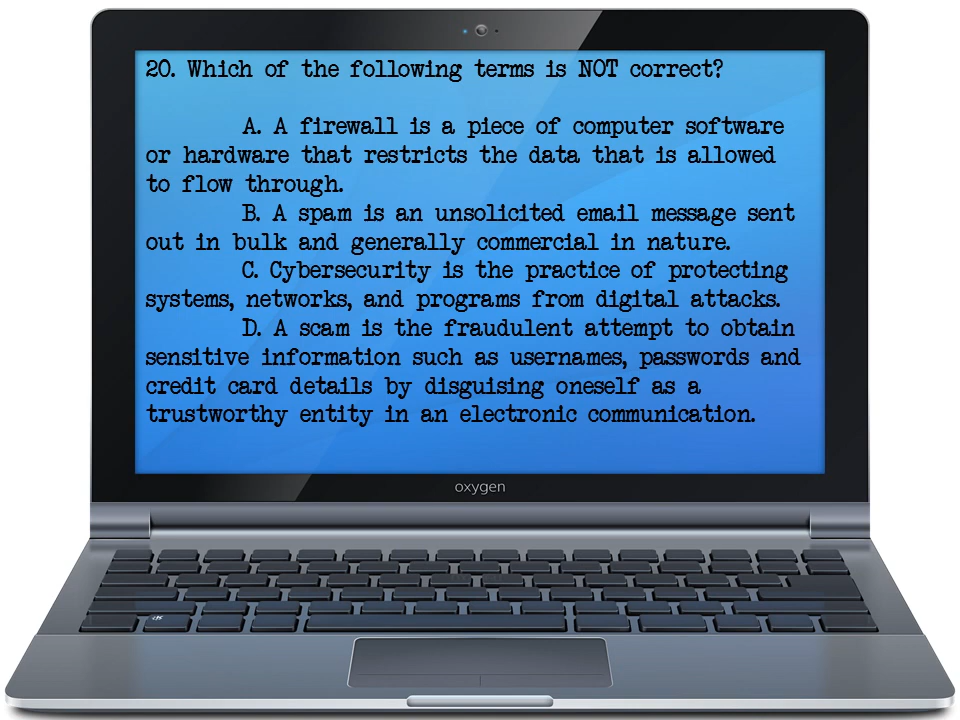 20. Which of the following terms is NOT correct?
A. A firewall is a piece of computer software
or hardware that restricts the data that is allowed
to flow through.
B. A spam is an unsolicited email message sent
out in bulk and generally commercial in nature.
C. Cybersecurity is the practice of protecting
systems, networks, and programs from digital attacks.
D. A scam is the fraudulent attempt to obtain
sensitive information such as usernames, passwords and
credit card details by disguising oneself as a
trustworthy entity in an electronic communication.
oxygen